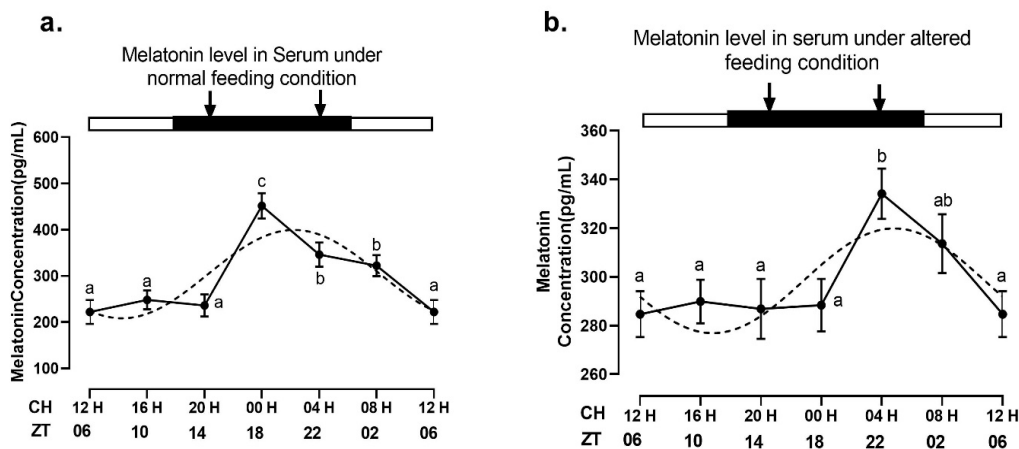 a.
Melatonin level in Serum under
normal feeding condition
MelatoninConcentration(pg/mL)
600
500
400
300
200
100
a
a
a
c
b
b
a
CH 12 H 16 H 20 H 00 H 04 H 08 H 12 H
ZT 06 10 14 18 22 02 06
b.
Melatonin level in serum under altered
feeding condition
Melatonin
Concentration(pg/mL)
360
340
320
300
280
260
a
a
a
a
b
ab
a
CH 12 H 16 H 20 H 00 H 04 H 08 H 12 H
ZT 06 10 14 18 22 02 06